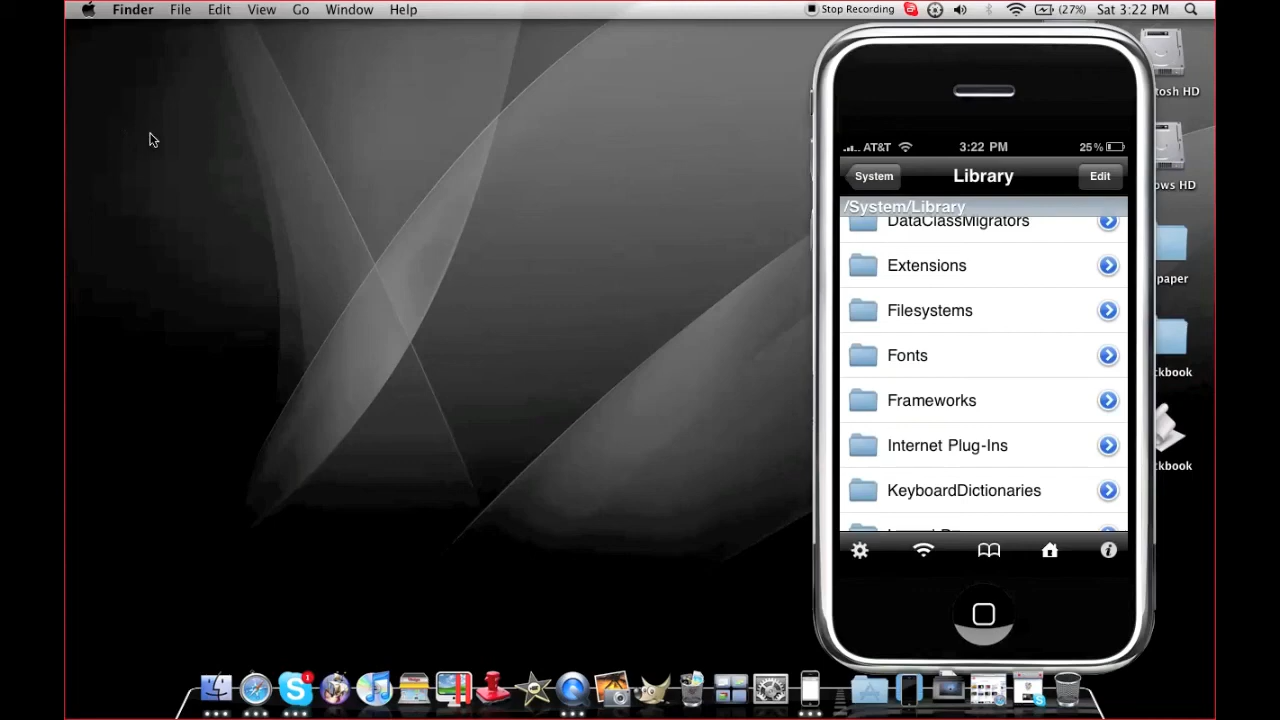 Finder File Edit View Go Window Help Stop Recording (27%) Sat 3:22 PM
tosh HD
AT&T 3:22 PM 25%
System Library Edit
ows HD
/System/Library
DataClassMigrators
Extensions
paper
Filesystems
Fonts
ckbook
Frameworks
Internet Plug-Ins
ckbook
KeyboardDictionaries
1